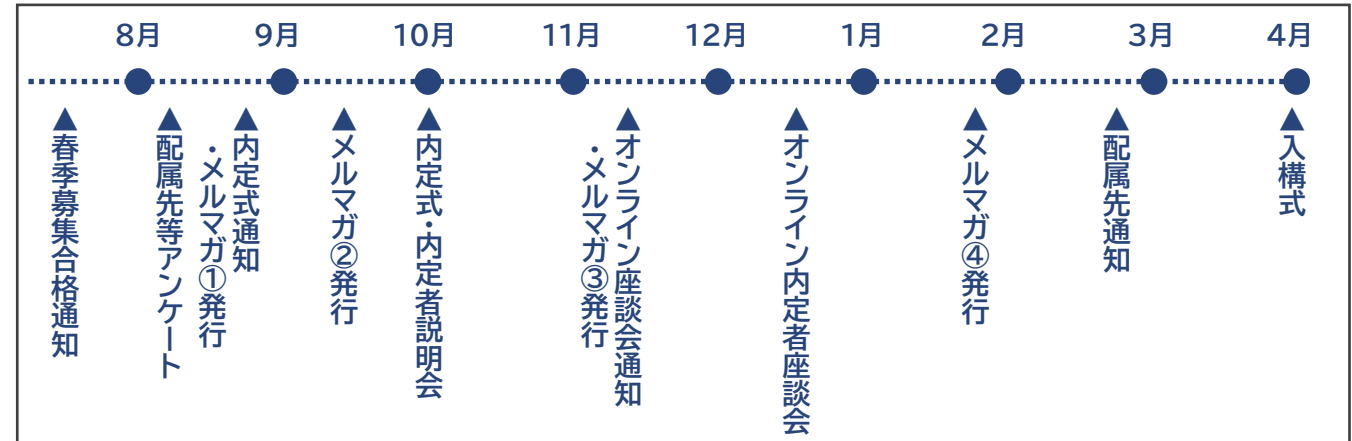 8月 9月 10月 11月 12月 1月 2月 3月 4月
▲春季募集合格通知
▲配属先等アンケート
▲内定式通知
・メルマガ①発行
▲メルマガ②発行
▲内定式・内定者説明会
▲オンライン座談会通知
・メルマガ③発行
▲オンライン内定者座談会
▲メルマガ④発行
▲配属先通知
▲入構式